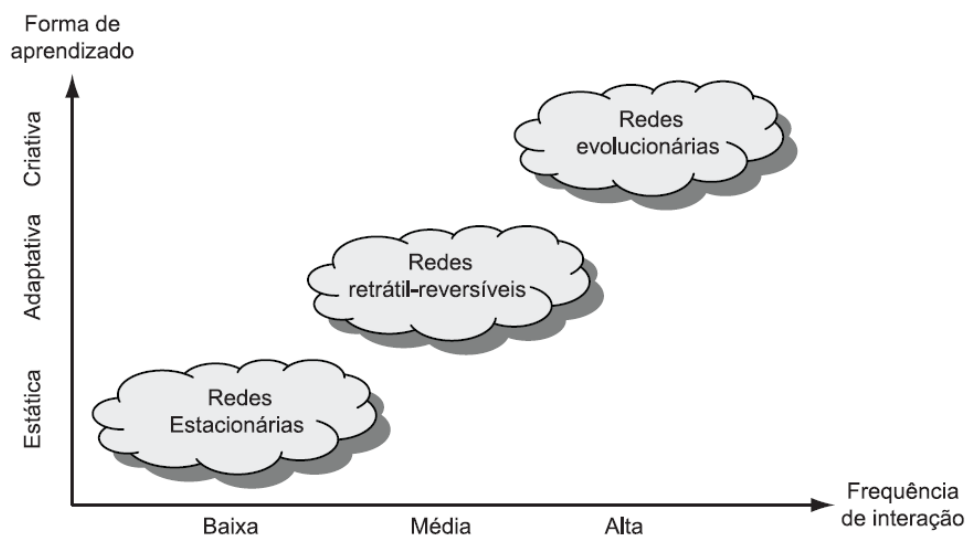 Forma de
aprendizado
Criativa
Redes
evolucionárias
Adaptativa
Redes
retrátil-reversíveis
Estática
Redes
Estacionárias
Baixa
Média
Alta
Frequência
de interação